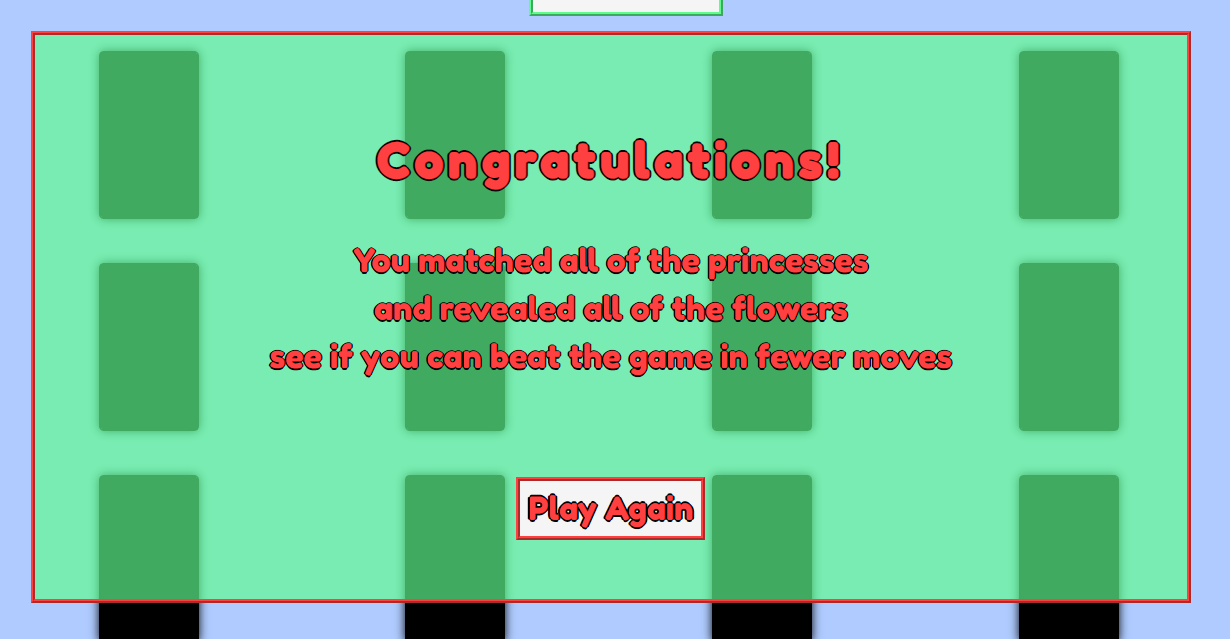 Congratulations!
You matched all of the princesses
and revealed all of the flowers
see if you can beat the game in fewer moves
Play Again